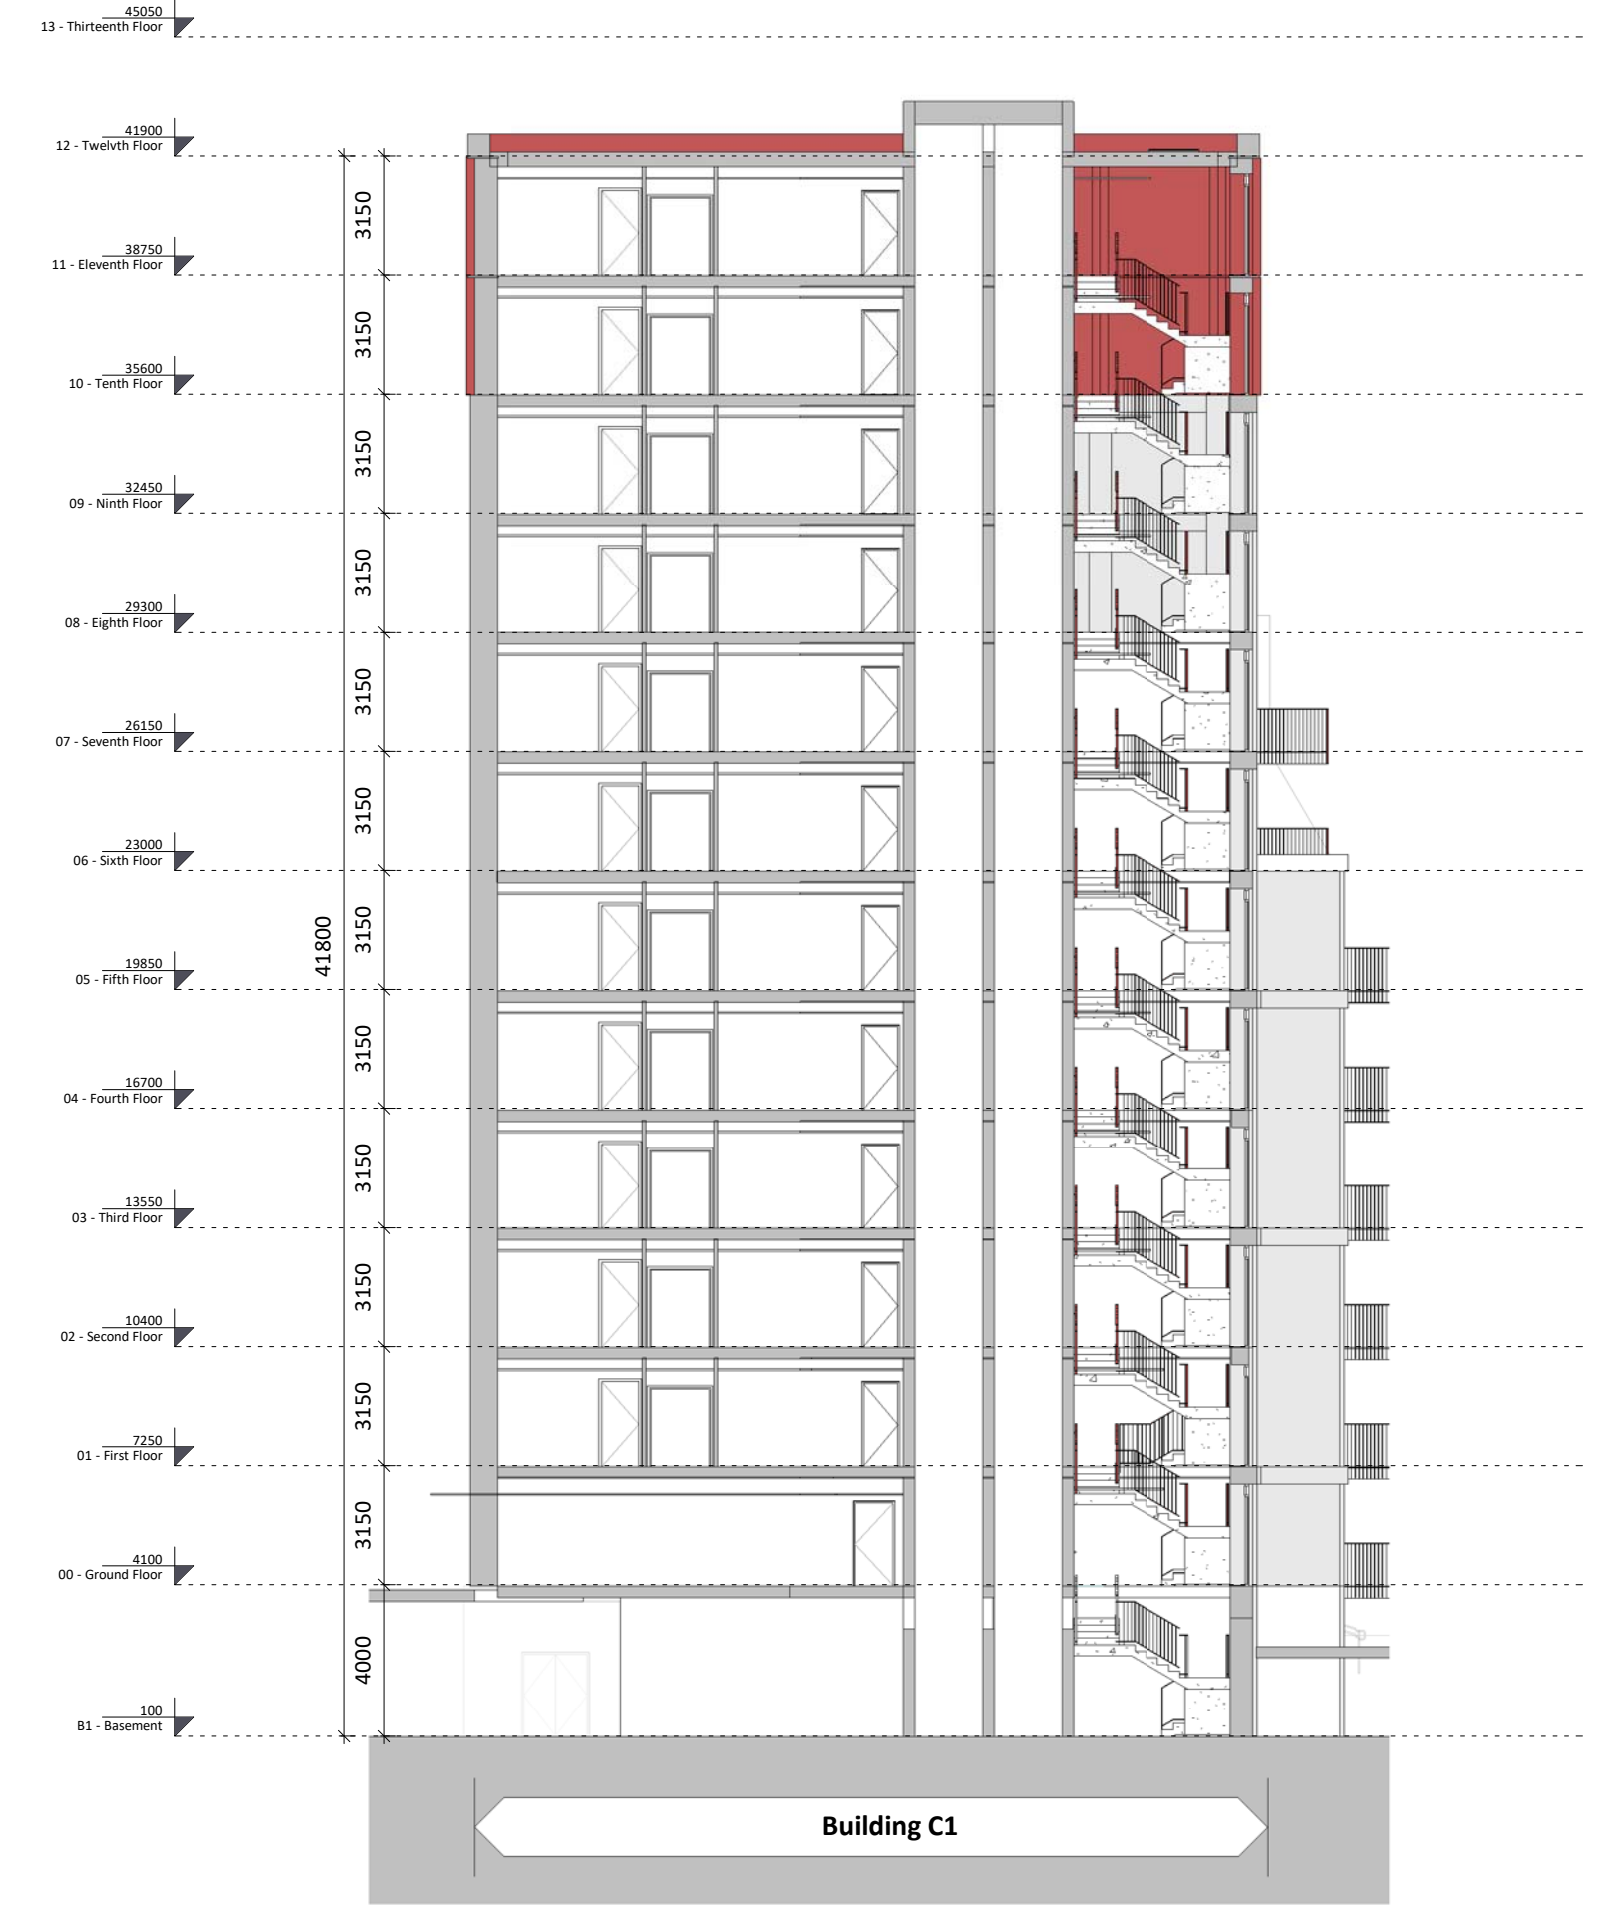 45050
13 - Thirteenth Floor
41900
12 - Twelvth Floor
3150
38750
11 - Eleventh Floor
3150
35600
10 - Tenth Floor
3150
32450
09 - Ninth Floor
3150
29300
08 - Eighth Floor
3150
26150
07 - Seventh Floor
3150
23000
06 - Sixth Floor
41800
3150
19850
05 - Fifth Floor
3150
16700
04 - Fourth Floor
3150
13550
03 - Third Floor
3150
10400
02 - Second Floor
3150
7250
01 - First Floor
3150
4100
00 - Ground Floor
4000
100
B1 - Basement
Building C1